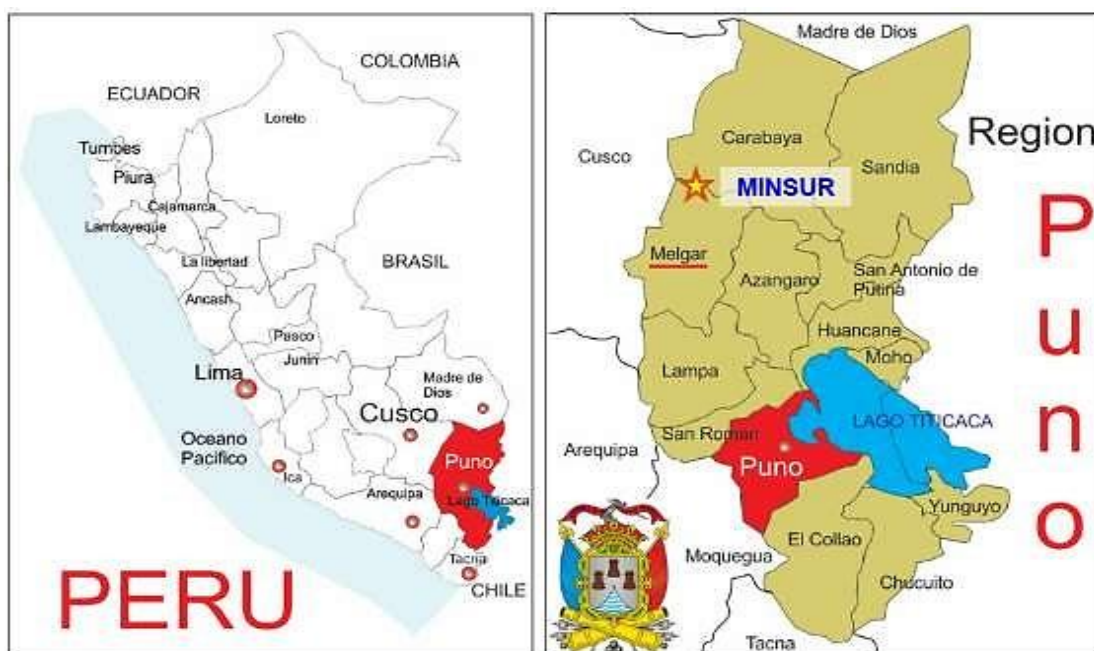 COLOMBIA
ECUADOR
Loreto
Tumbes
Piura
Cajamarca
Lambayeque
La libertad
BRASIL
Ancash
Pasco
Junin
Lima
Madre de
Dios
Cusco
Oceano
Pacifico
Ica
Puno
Arequipa
Lago Titicaca
Tacna
CHILE
PERU
Madre de Dios
Region
Puno
Cusco
Carabaya
Sandia
MINSUR
Melgar
Azangaro
San Antonio de
Putina
Huancane
Moho
Lampa
LAGO TITICACA
San Roman
Arequipa
Puno
Yunguyo
El Collao
Moquegua
Chucuito
Tacna